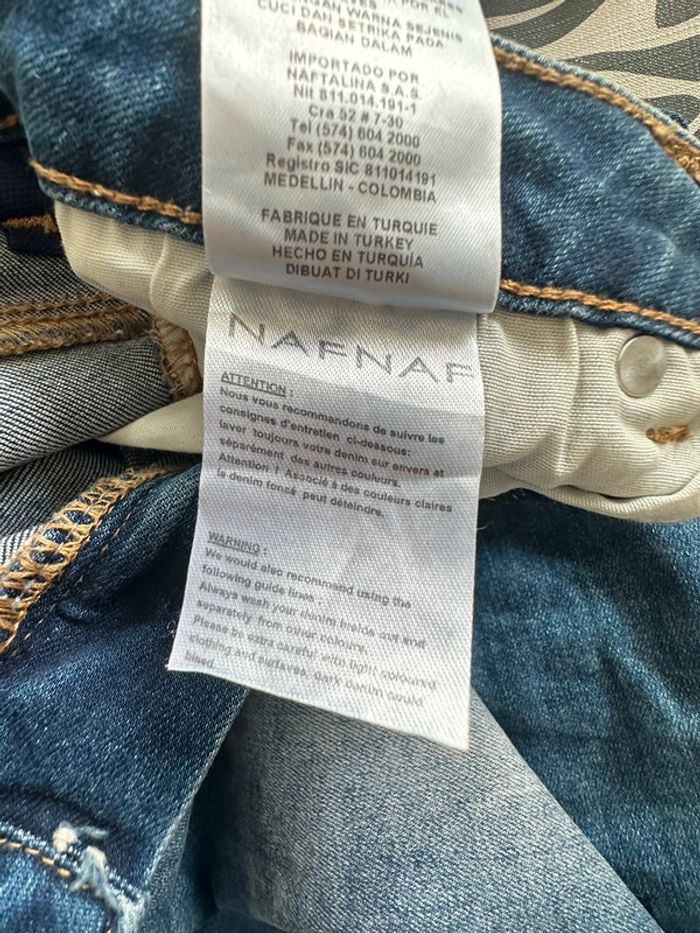 POR EL
CUCI DAN SETRIKA PADA
BAGIAN DALAM
IMPORTADO POR
NAFTALINA S.A.S.
Nit 811.014.191-1
Cra 52 # 7-30
Tel (574) 604 2000
Fax (574) 604 2000
Registro SIC 811014191
MEDELLIN - COLOMBIA
FABRIQUE EN TURQUIE
MADE IN TURKEY
HECHO EN TURQUÍA
DIBUAT DI TURKI
NAFNAF
ATTENTION :
Nous vous recommandons de suivre les
consignes d'entretien ci-dessous:
laver toujours votre denim sur envers et
séparément des autres couleurs.
Attention ! Associé à des couleurs claires
le denim foncé peut déteindre.
WARNING :
We would also recommend using the
following guide lines :
Always wash your denim inside out and
separately from other colours.
Please be extra careful with light coloured
clothing and surfaces, dark denim could
bleed.